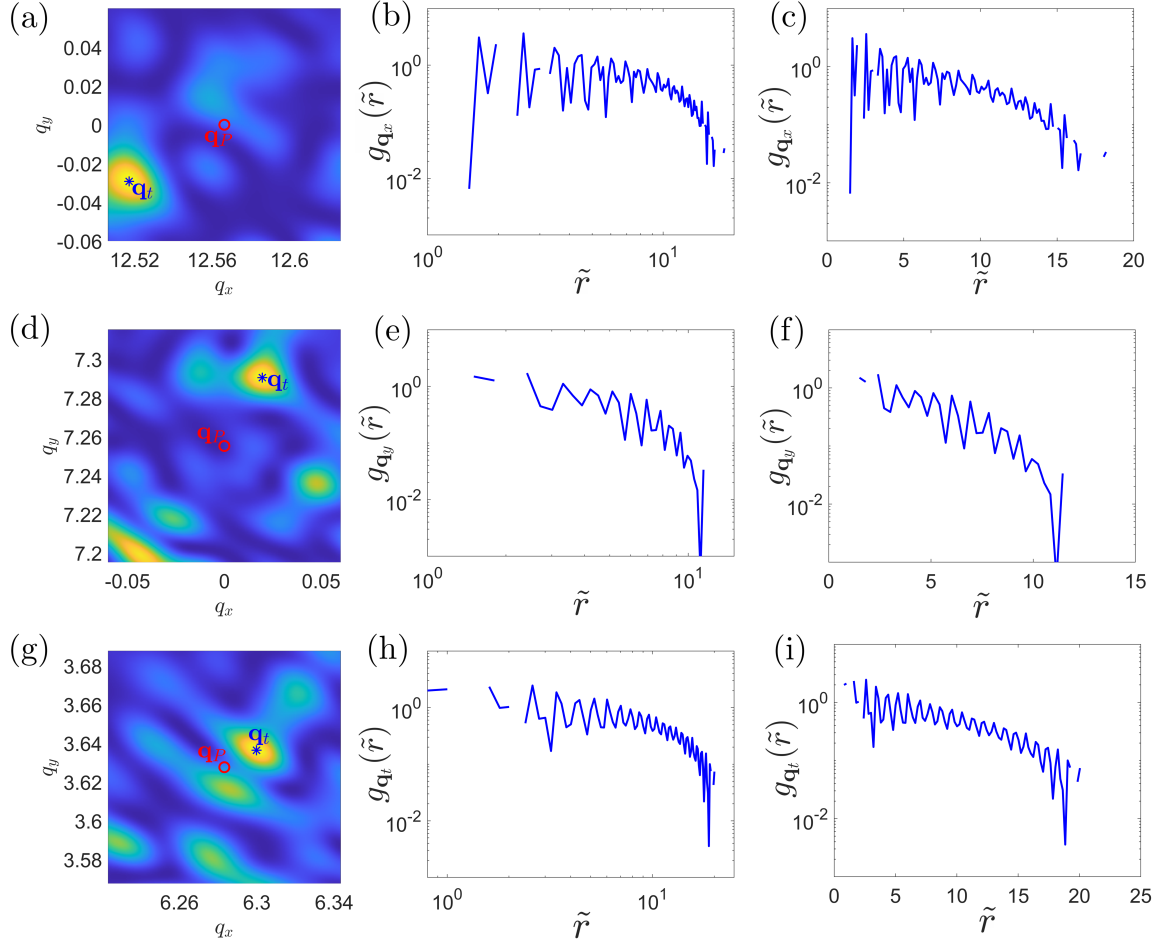 (a)
0.04
0.02
0
-0.02
-0.04
-0.06
q_y
q_P
q_t
12.52 12.56 12.6
q_x
(b)
10^0
10^-2
g_{q_x}(r̃)
10^0 10^1
r̃
(c)
10^0
10^-2
g_{q_x}(r̃)
0 5 10 15 20
r̃
(d)
7.3
7.28
7.26
7.24
7.22
7.2
q_y
q_t
q_P
-0.05 0 0.05
q_x
(e)
10^0
10^-2
g_{q_y}(r̃)
10^0 10^1
r̃
(f)
10^0
10^-2
g_{q_y}(r̃)
0 5 10 15
r̃
(g)
3.68
3.66
3.64
3.62
3.6
3.58
q_y
q_t
q_P
6.26 6.3 6.34
q_x
(h)
10^0
10^-2
g_{q_t}(r̃)
10^0 10^1
r̃
(i)
10^0
10^-2
g_{q_t}(r̃)
0 5 10 15 20 25
r̃